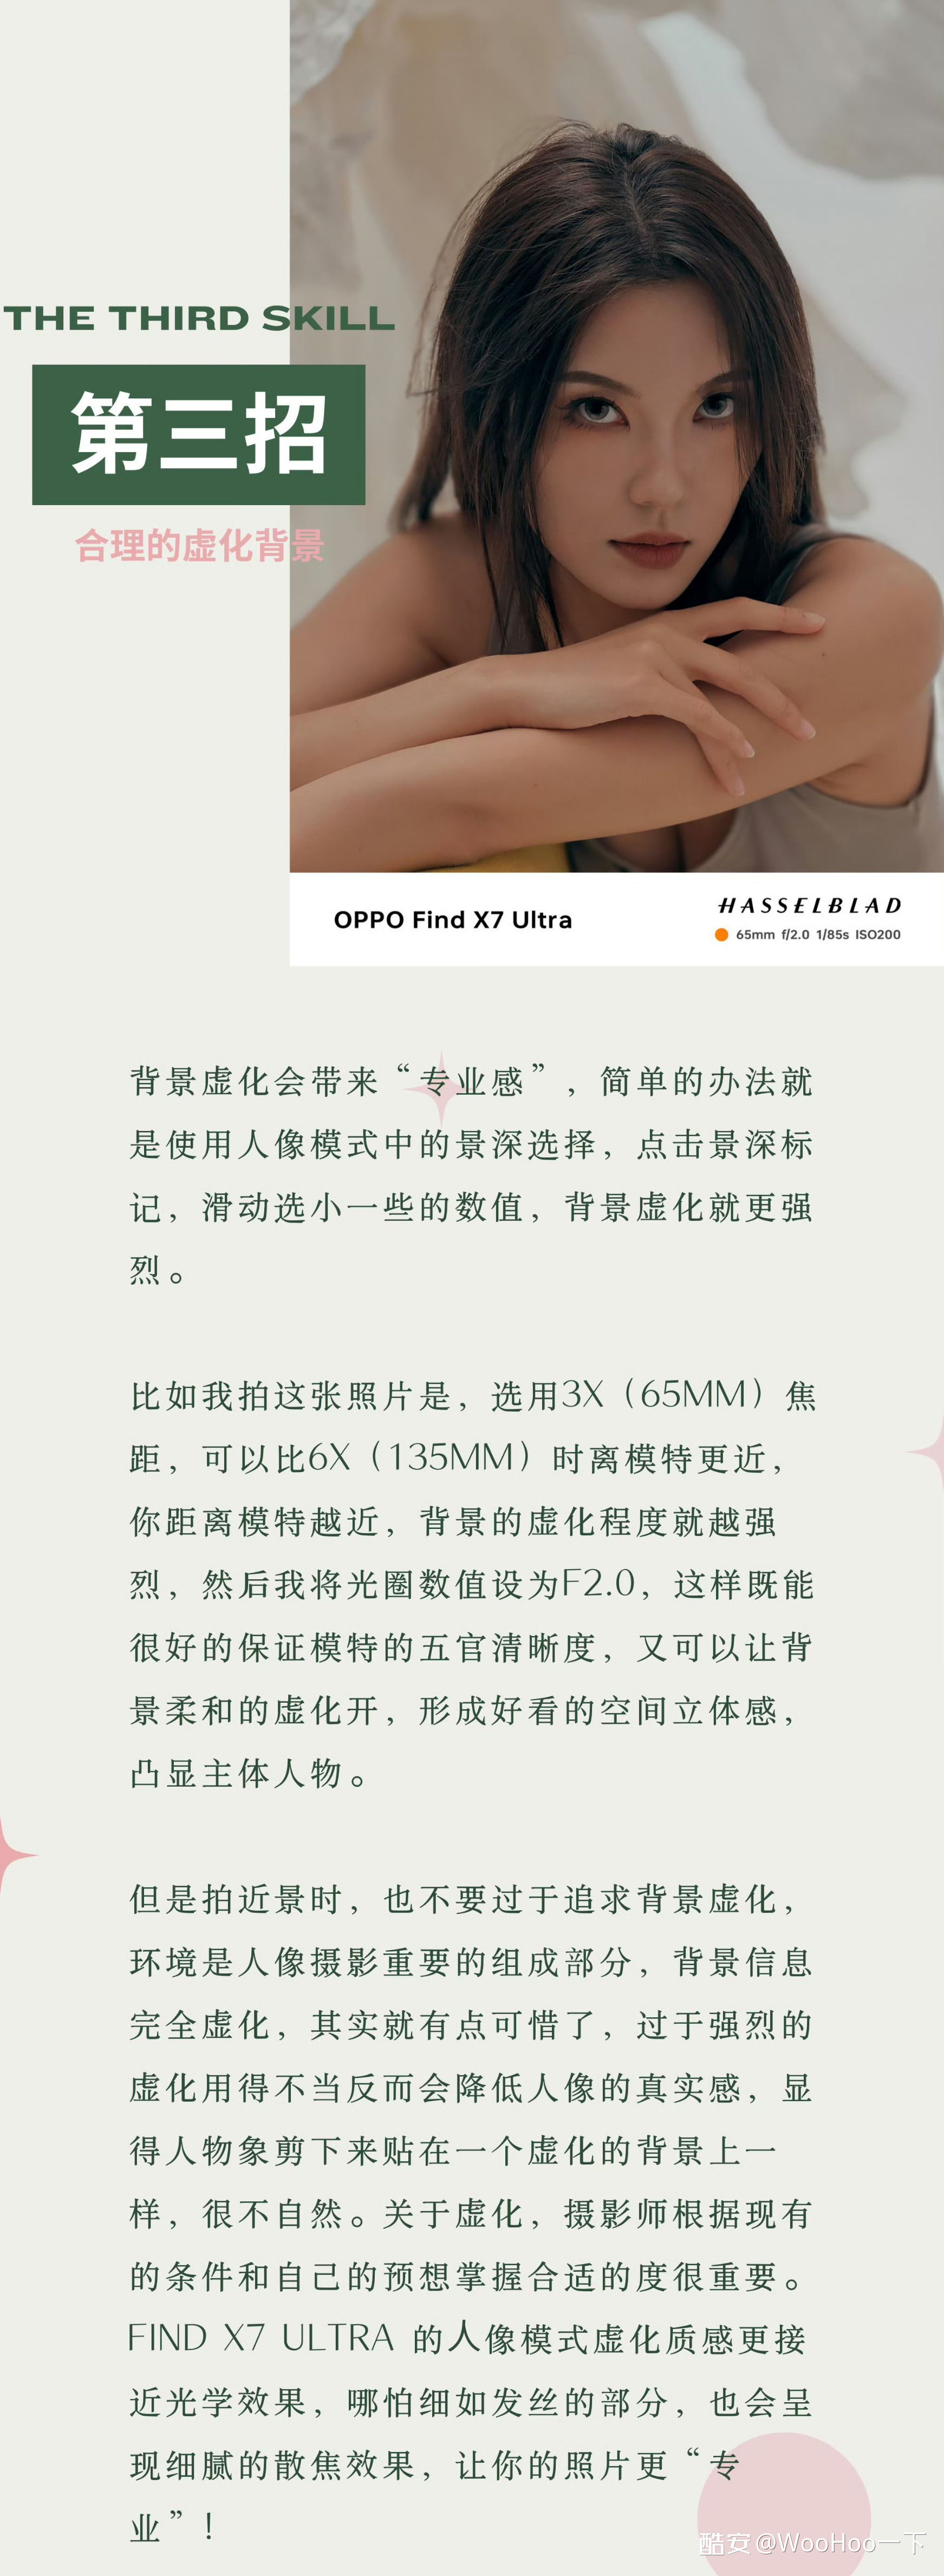 THE THIRD SKILL
第三招
合理的虚化背景
OPPO Find X7 Ultra
HASSELBLAD
65mm f/2.0 1/85s ISO200
背景虚化会带来“专业感”，简单的办法就
是使用人像模式中的景深选择，点击景深标
记，滑动选小一些的数值，背景虚化就更强
烈。
比如我拍这张照片是，选用3X（65MM）焦
距，可以比6X（135MM）时离模特更近，
你距离模特越近，背景的虚化程度就越强
烈，然后我将光圈数值设为F2.0，这样既能
很好的保证模特的五官清晰度，又可以让背
景柔和的虚化开，形成好看的空间立体感，
凸显主体人物。
但是拍近景时，也不要过于追求背景虚化，
环境是人像摄影重要的组成部分，背景信息
完全虚化，其实就有点可惜了，过于强烈的
虚化用得不当反而会降低人像的真实感，显
得人物象剪下来贴在一个虚化的背景上一
样，很不自然。关于虚化，摄影师根据现有
的条件和自己的预想掌握合适的度很重要。
FIND X7 ULTRA 的人像模式虚化质感更接
近光学效果，哪怕细如发丝的部分，也会呈
现细腻的散焦效果，让你的照片更“专
业”！
酷安@WooHoo一下